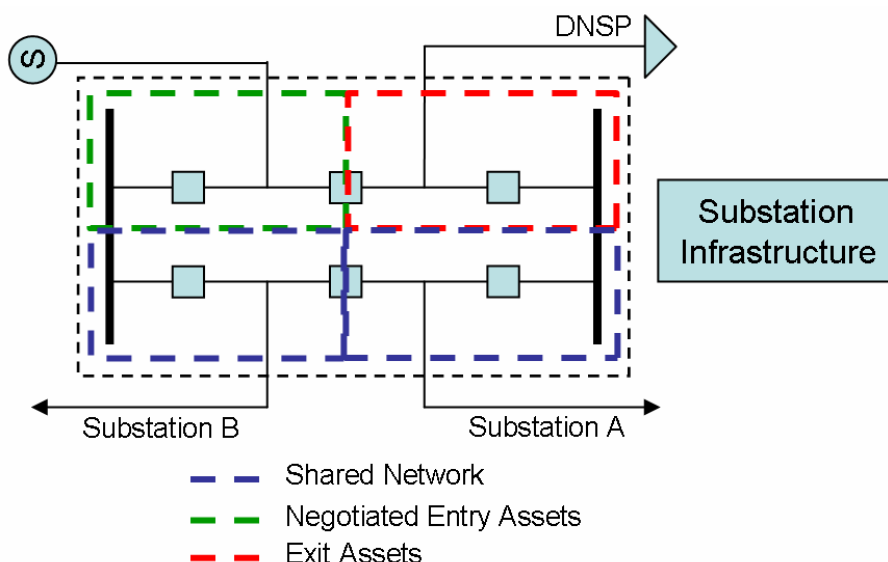 DNSP
S
Substation
Infrastructure
Substation B
Substation A
Shared Network
Negotiated Entry Assets
Exit Assets